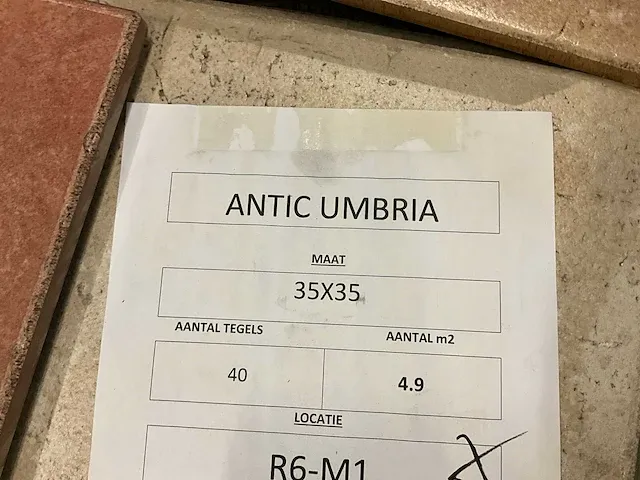 ANTIC UMBRIA
MAAT
35X35
AANTAL TEGELS AANTAL m2
40 4.9
LOCATIE
R6-M1